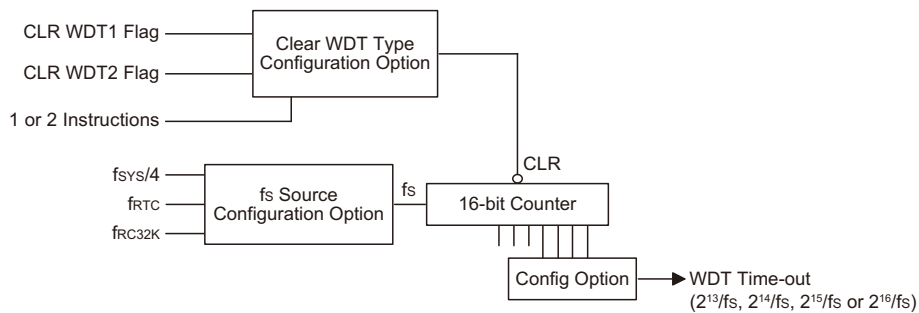 CLR WDT1 Flag
CLR WDT2 Flag
1 or 2 Instructions
Clear WDT Type
Configuration Option
CLR
fSYS/4
fRTC
fRC32K
fS Source
Configuration Option
fS
16-bit Counter
Config Option
WDT Time-out
(2¹³/fS, 2¹⁴/fS, 2¹⁵/fS or 2¹⁶/fS)